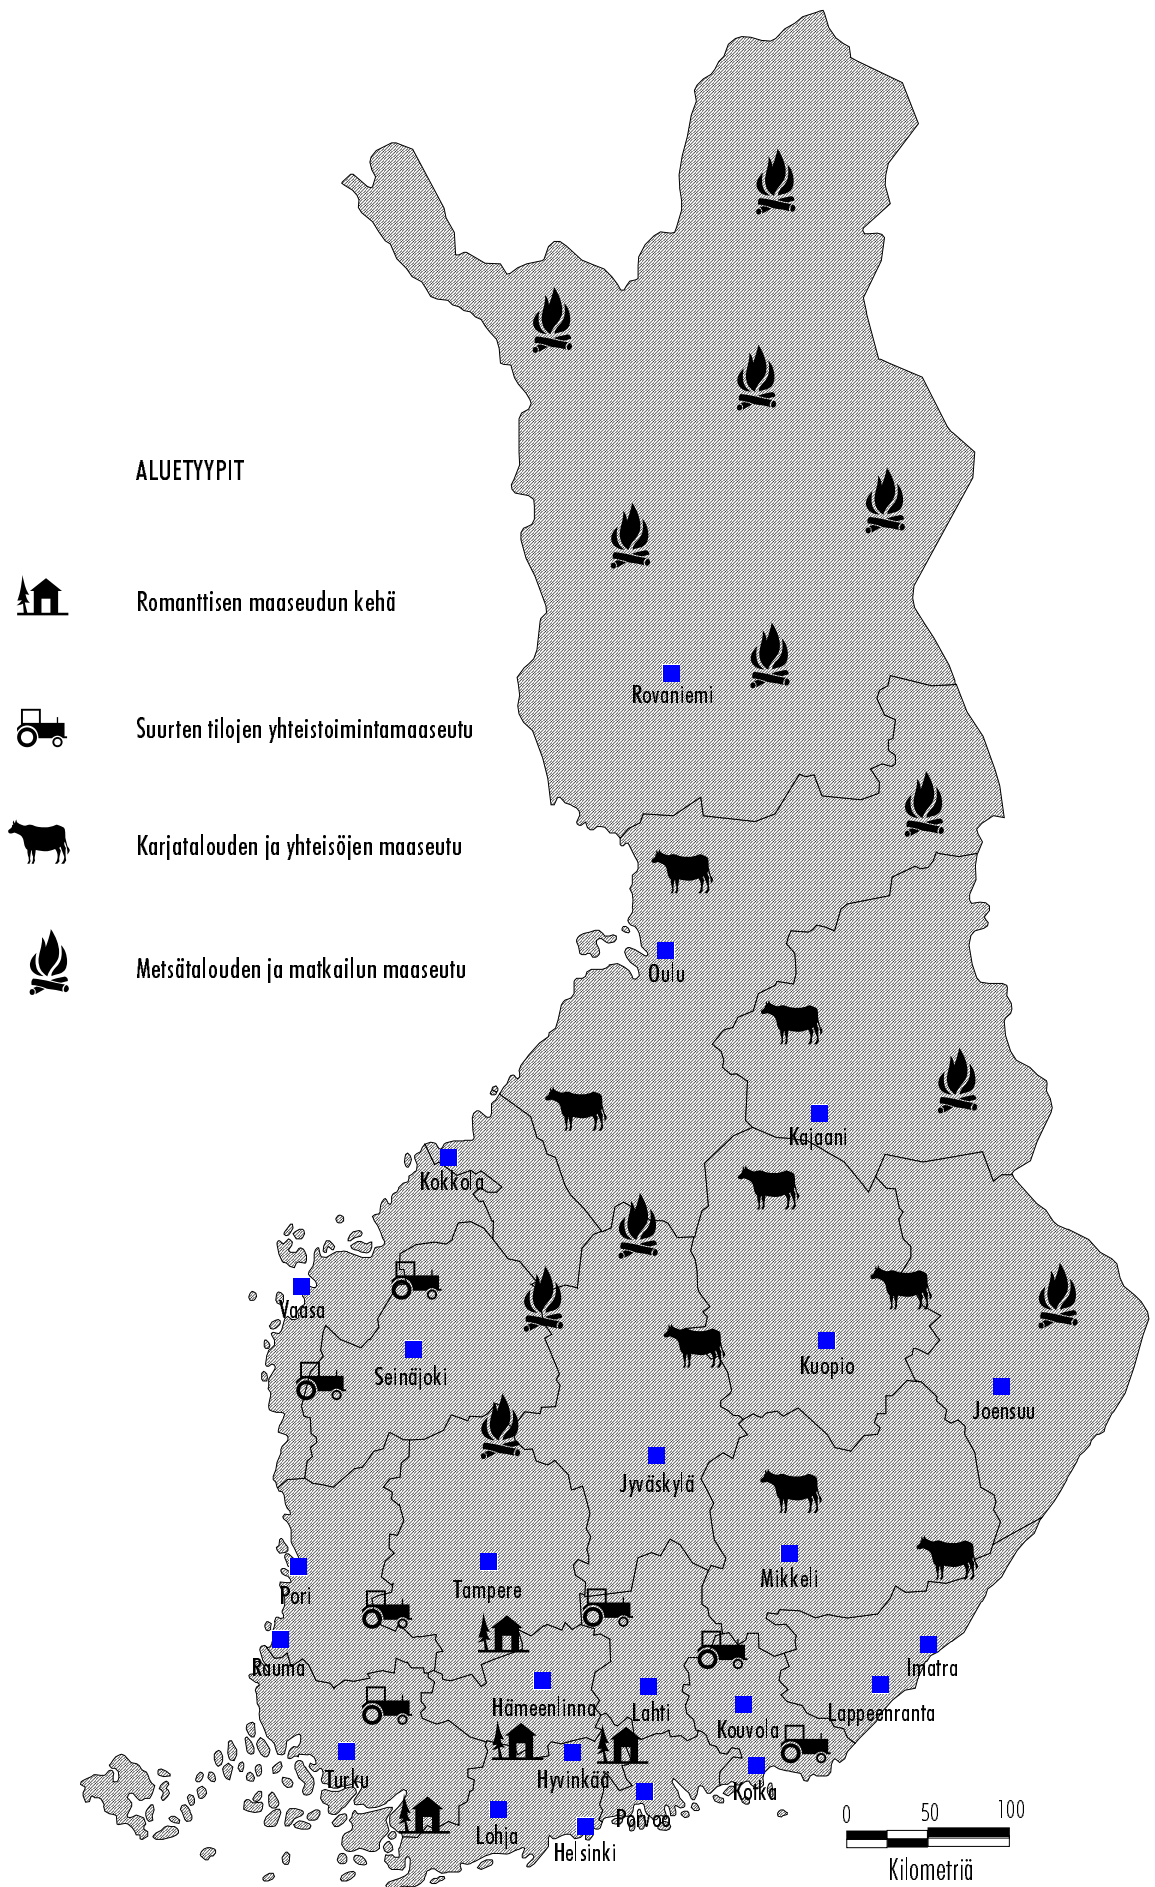 ALUETYYPIT
Romanttisen maaseudun kehä
Suurten tilojen yhteistoimintamaaseutu
Karjatalouden ja yhteisöjen maaseutu
Metsätalouden ja matkailun maaseutu
Rovaniemi
Oulu
Kajaani
Kokkola
Vaasa
Seinäjoki
Kuopio
Joensuu
Jyväskylä
Mikkeli
Tampere
Pori
Rauma
Imatra
Hämeenlinna
Lahti
Lappeenranta
Kouvola
Turku
Hyvinkää
Kotka
Porvoo
Lohja
Helsinki
0 50 100
Kilometriä